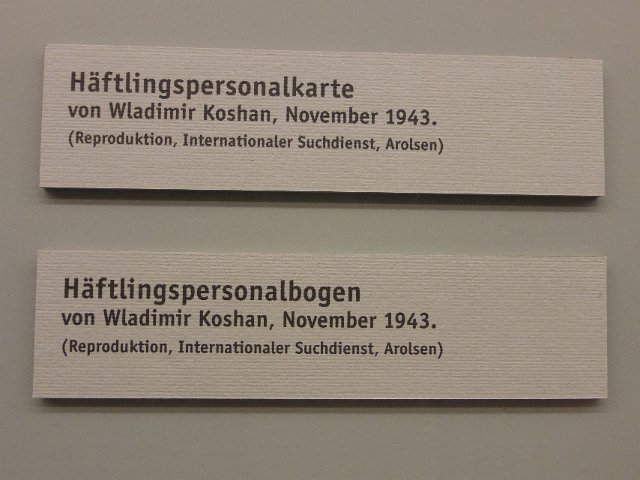 Häftlingspersonalkarte
von Wladimir Koshan, November 1943.
(Reproduktion, Internationaler Suchdienst, Arolsen)
Häftlingspersonalbogen
von Wladimir Koshan, November 1943.
(Reproduktion, Internationaler Suchdienst, Arolsen)